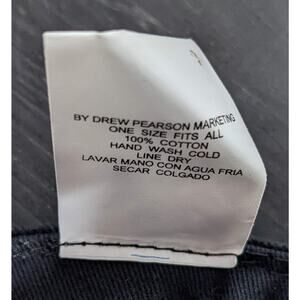 BY DREW PEARSON MARKETING
ONE SIZE FITS ALL
100% COTTON
HAND WASH COLD
LINE DRY
LAVAR MANO CON AGUA FRIA
SECAR COLGADO